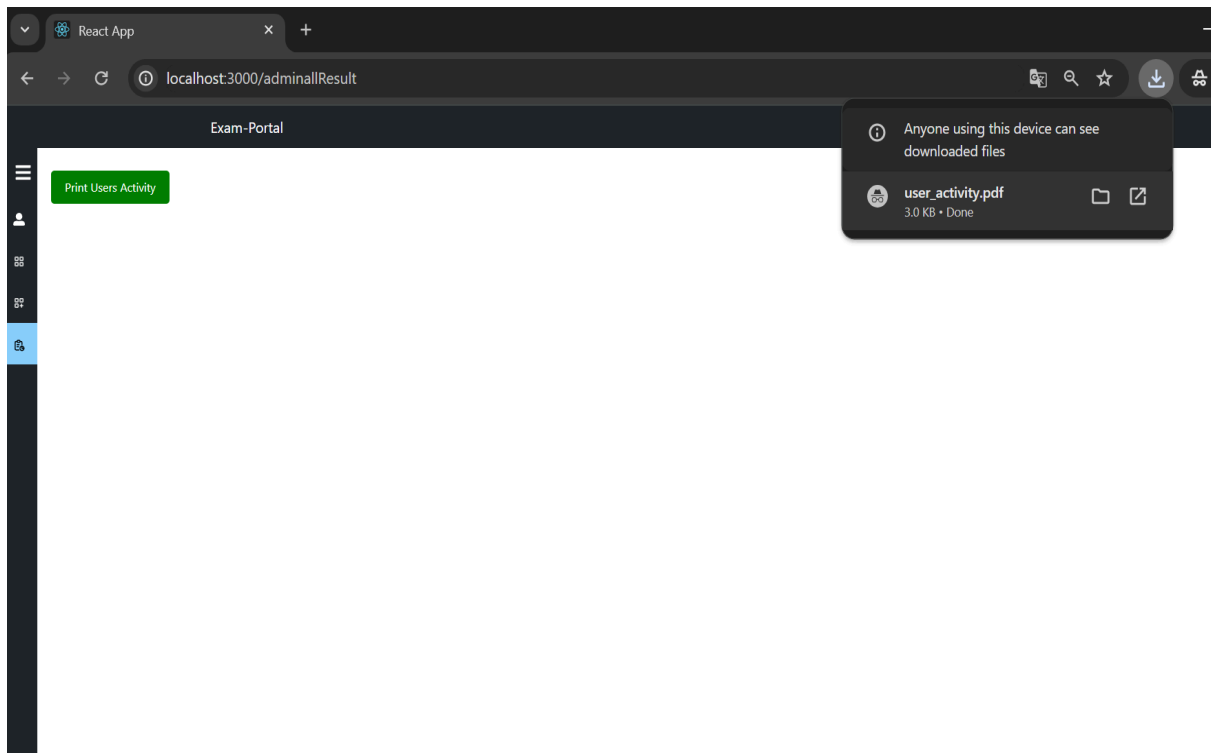 React App
localhost:3000/adminallResult
Exam-Portal
Anyone using this device can see
downloaded files
Print Users Activity
user_activity.pdf
3.0 KB • Done